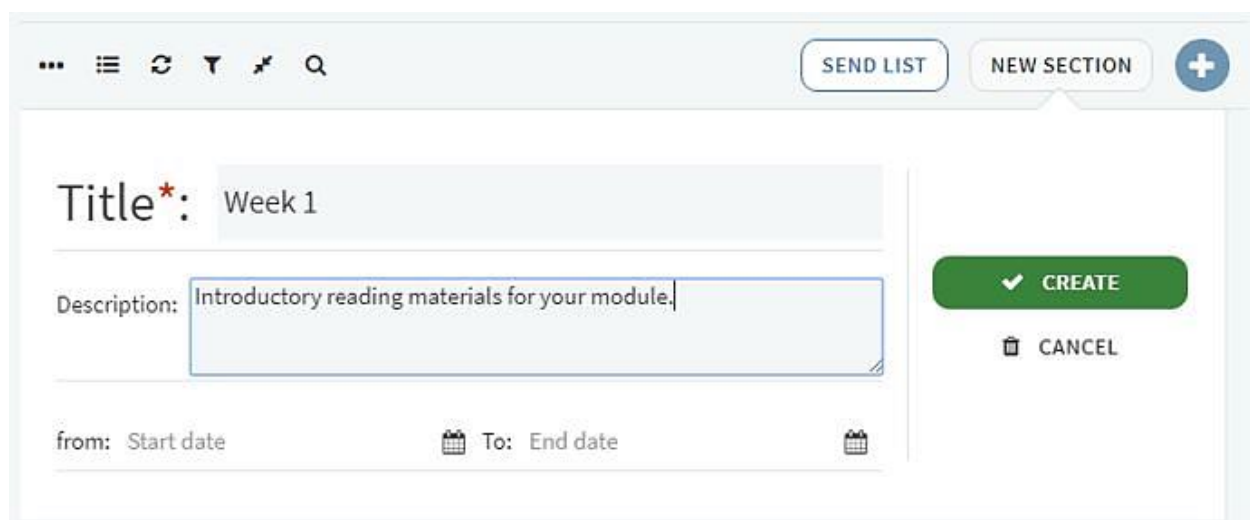 SEND LIST NEW SECTION
Title*: Week 1
Description: Introductory reading materials for your module.
CREATE
CANCEL
from: Start date To: End date